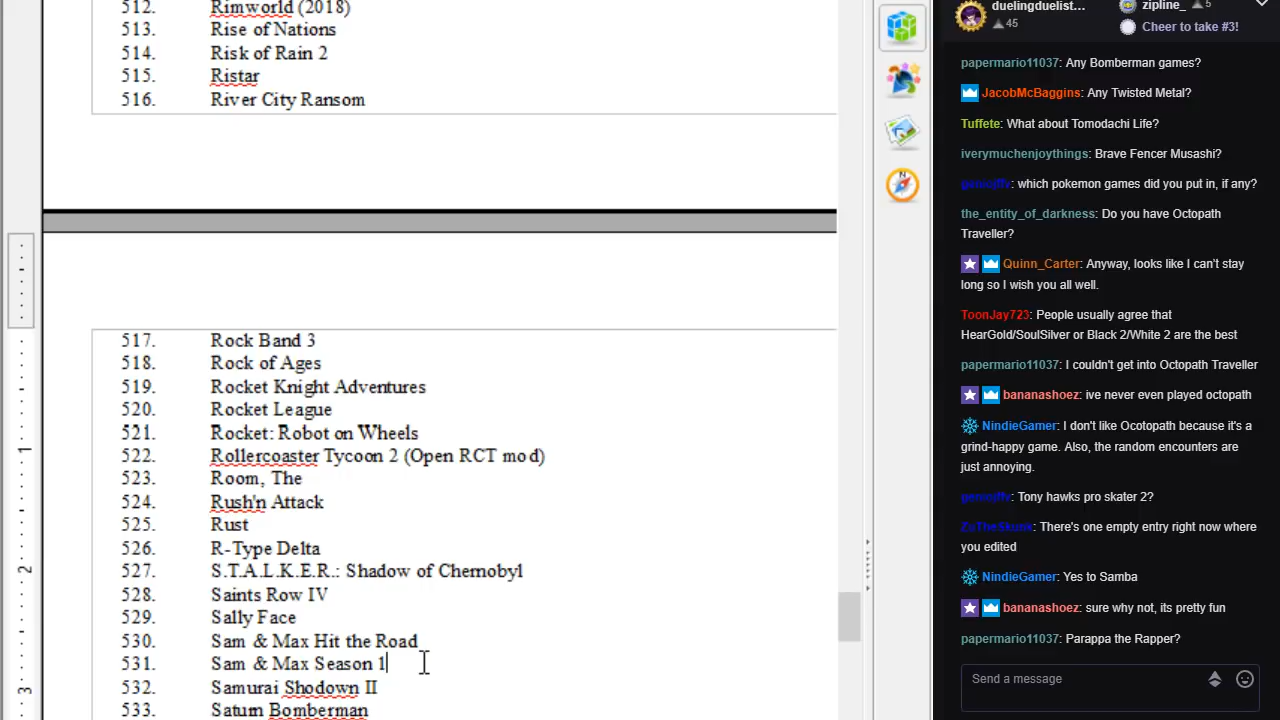 512. Rimworld (2018)
513. Rise of Nations
514. Risk of Rain 2
515. Ristar
516. River City Ransom
517. Rock Band 3
518. Rock of Ages
519. Rocket Knight Adventures
520. Rocket League
521. Rocket: Robot on Wheels
522. Rollercoaster Tycoon 2 (Open RCT mod)
523. Room, The
524. Rush'n Attack
525. Rust
526. R-Type Delta
527. S.T.A.L.K.E.R.: Shadow of Chernobyl
528. Saints Row IV
529. Sally Face
530. Sam & Max Hit the Road
531. Sam & Max Season 1
532. Samurai Shodown II
533. Saturn Bomberman
1
2
3
N
duelingduelist...
45
zipline_ 5
Cheer to take #3!
papermario11037: Any Bomberman games?
JacobMcBaggins: Any Twisted Metal?
Tuffete: What about Tomodachi Life?
iverymuchenjoythings: Brave Fencer Musashi?
which pokemon games did you put in, if any?
the_entity_of_darkness: Do you have Octopath
Traveller?
Quinn_Carter: Anyway, looks like I can't stay
long so I wish you all well.
ToonJay723: People usually agree that
HearGold/SoulSilver or Black 2/White 2 are the best
papermario11037: I couldn't get into Octopath Traveller
bananashoez: ive never even played octopath
NindieGamer: I don't like Ocotopath because it's a
grind-happy game. Also, the random encounters are
just annoying.
Tony hawks pro skater 2?
ZuTheSkunk: There's one empty entry right now where
you edited
NindieGamer: Yes to Samba
bananashoez: sure why not, its pretty fun
papermario11037: Parappa the Rapper?
Send a message